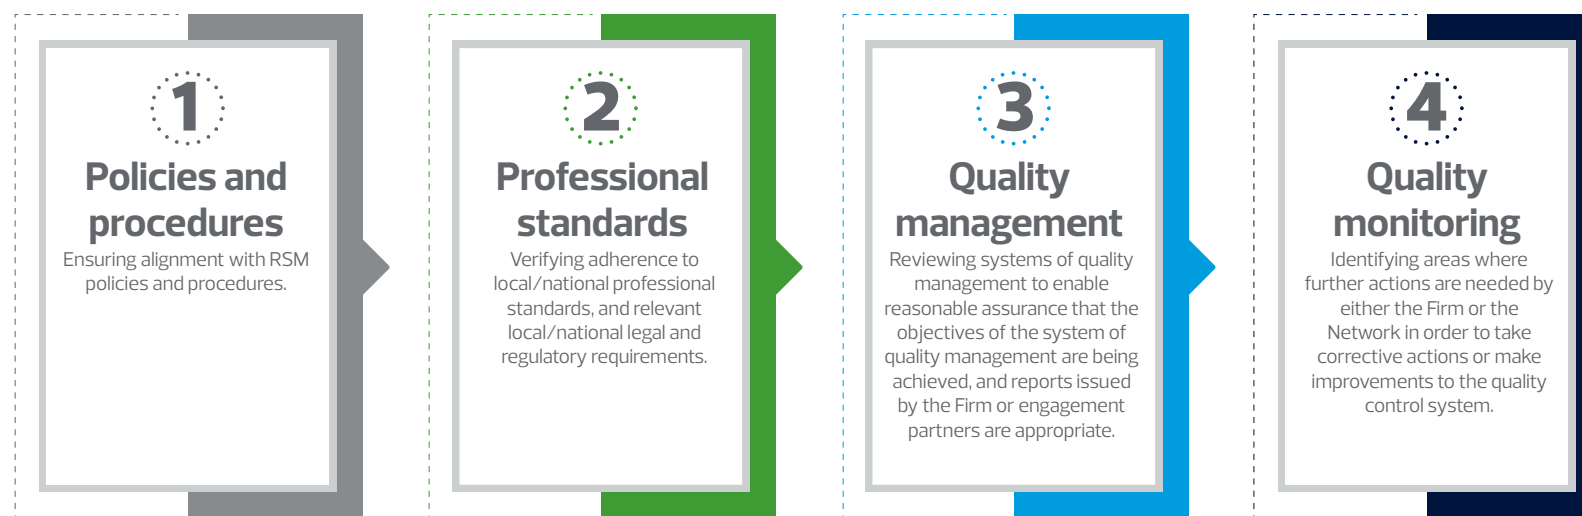 1
Policies and
procedures
Ensuring alignment with RSM
policies and procedures.
2
Professional
standards
Verifying adherence to
local/national professional
standards, and relevant
local/national legal and
regulatory requirements.
3
Quality
management
Reviewing systems of quality
management to enable
reasonable assurance that the
objectives of the system of
quality management are being
achieved, and reports issued
by the Firm or engagement
partners are appropriate.
4
Quality
monitoring
Identifying areas where
further actions are needed by
either the Firm or the
Network in order to take
corrective actions or make
improvements to the quality
control system.